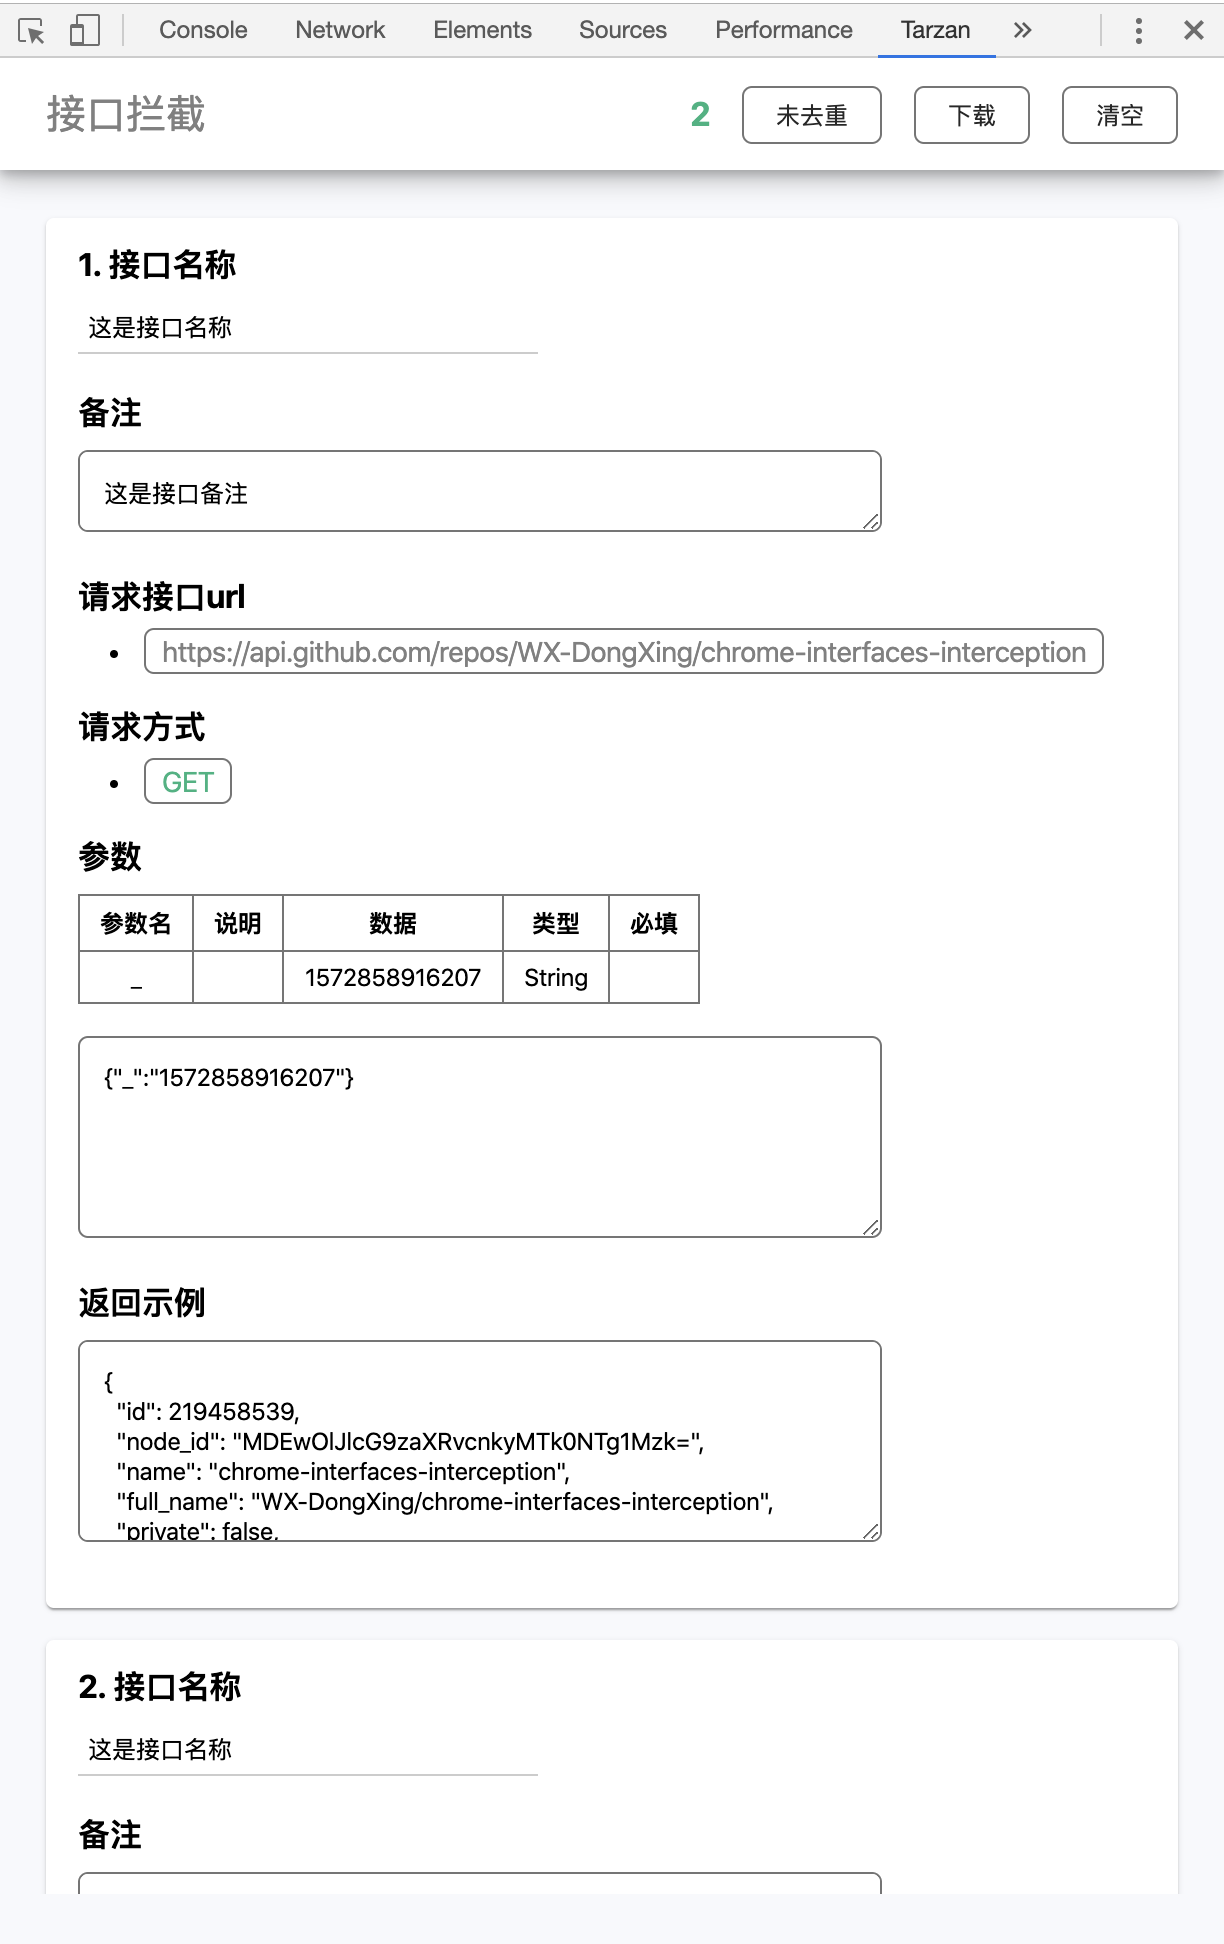 Console Network Elements Sources Performance Tarzan »
接口拦截 2 未去重 下载 清空
1. 接口名称
这是接口名称
备注
这是接口备注
请求接口url
• https://api.github.com/repos/WX-DongXing/chrome-interfaces-interception
请求方式
• GET
参数
参数名 说明 数据 类型 必填
_ 1572858916207 String
{"_":"1572858916207"}
返回示例
{
"id": 219458539,
"node_id": "MDEwOlJlcG9zaXRvcnkyMTk0NTg1Mzk=",
"name": "chrome-interfaces-interception",
"full_name": "WX-DongXing/chrome-interfaces-interception",
"private": false,
2. 接口名称
这是接口名称
备注